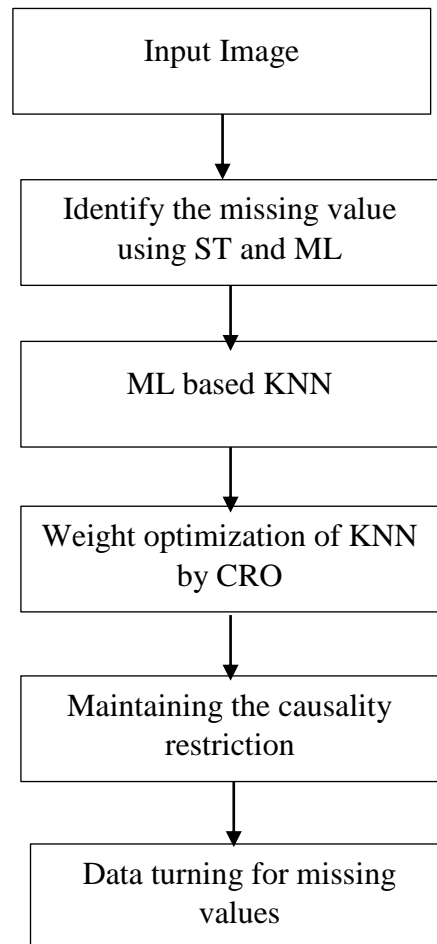 Input Image
Identify the missing value
using ST and ML
ML based KNN
Weight optimization of KNN
by CRO
Maintaining the causality
restriction
Data turning for missing
values